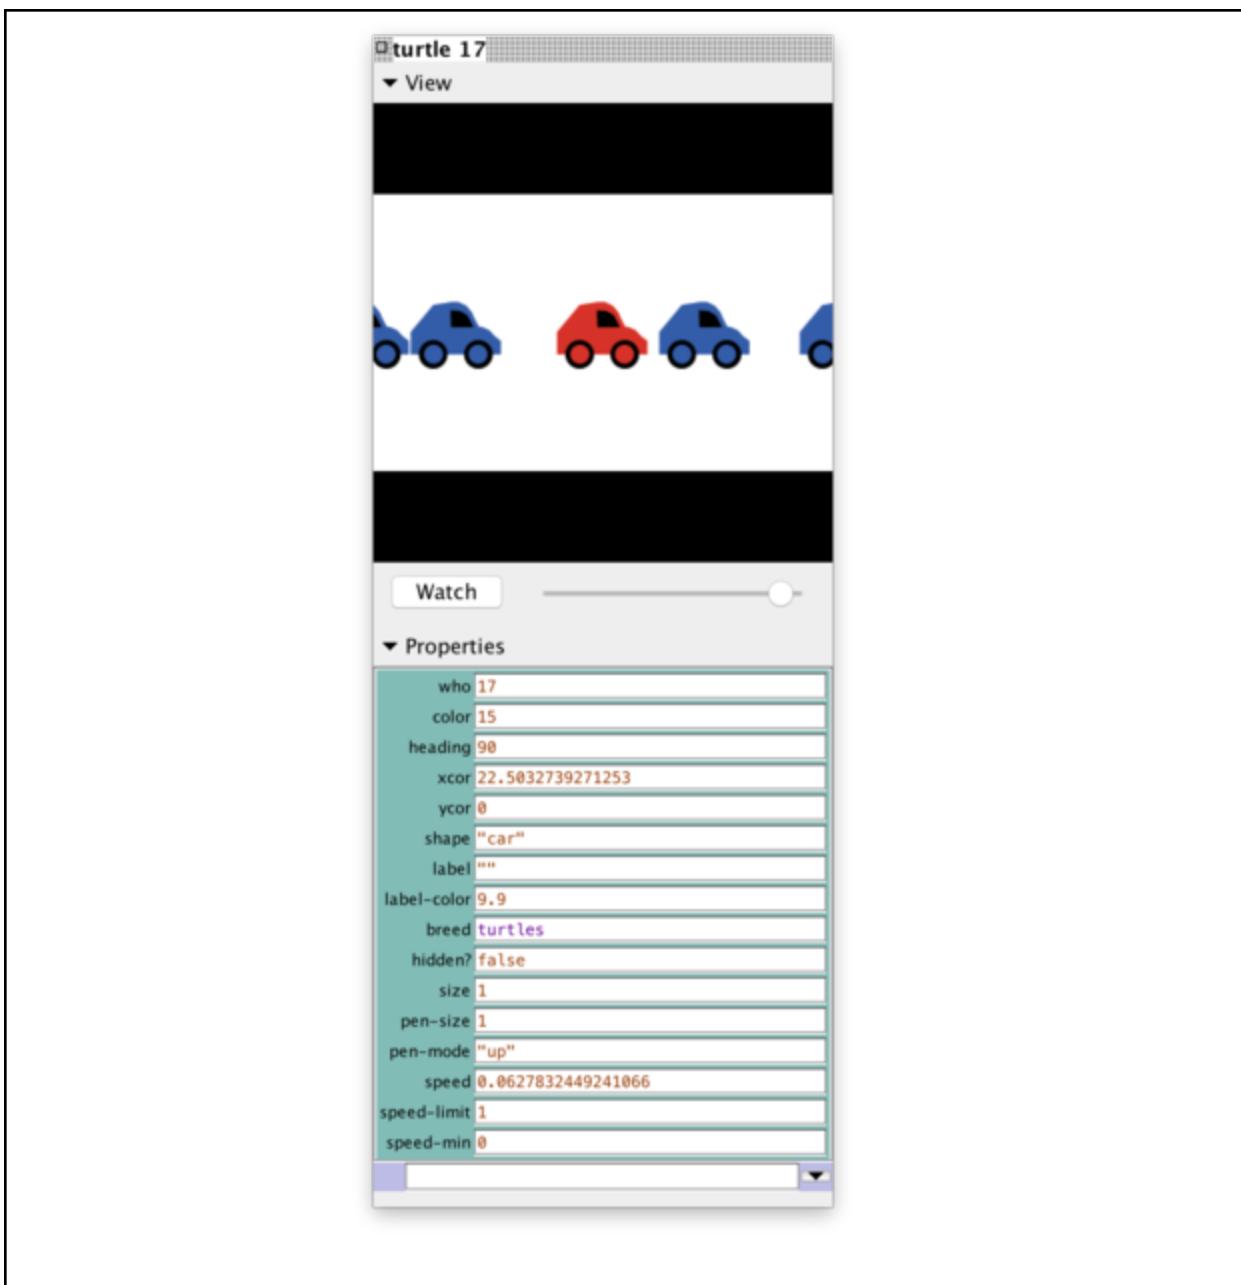 turtle 17
View
Watch
Properties
who 17
color 15
heading 90
xcor 22.5032739271253
ycor 0
shape "car"
label ""
label-color 9.9
breed turtles
hidden? false
size 1
pen-size 1
pen-mode "up"
speed 0.0627832449241066
speed-limit 1
speed-min 0